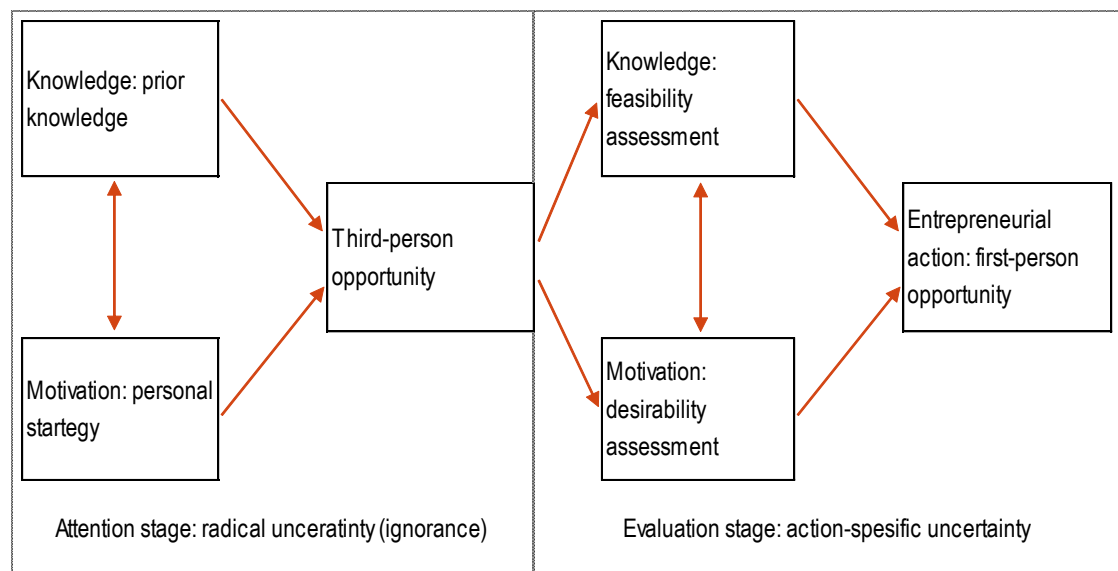 Knowledge: prior
knowledge
Motivation: personal
startegy
Third-person
opportunity
Attention stage: radical unceratinty (ignorance)
Knowledge:
feasibility
assessment
Motivation:
desirability
assessment
Entrepreneurial
action: first-person
opportunity
Evaluation stage: action-spesific uncertainty